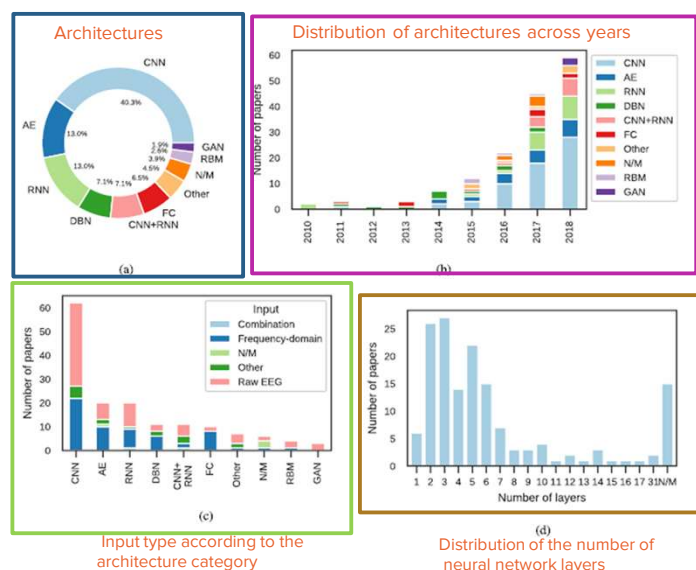 Architectures
CNN
40.3%
AE
13.0%
RNN
13.0%
DBN
7.1%
CNN+RNN
7.1%
FC
6.5%
Other
4.5%
N/M
3.9%
RBM
2.6%
GAN
1.9%
(a)
Distribution of architectures across years
Number of papers
60
50
40
30
20
10
0
2010
2011
2012
2013
2014
2015
2016
2017
2018
CNN
AE
RNN
DBN
CNN+RNN
FC
Other
N/M
RBM
GAN
(b)
Number of papers
60
50
40
30
20
10
0
Input
Combination
Frequency-domain
N/M
Other
Raw EEG
CNN
AE
RNN
DBN
CNN+
RNN
FC
Other
N/M
RBM
GAN
(c)
Input type according to the
architecture category
Number of papers
25
20
15
10
5
0
1 2 3 4 5 6 7 8 9 10 11 12 13 14 15 16 17 31 N/M
Number of layers
(d)
Distribution of the number of
neural network layers